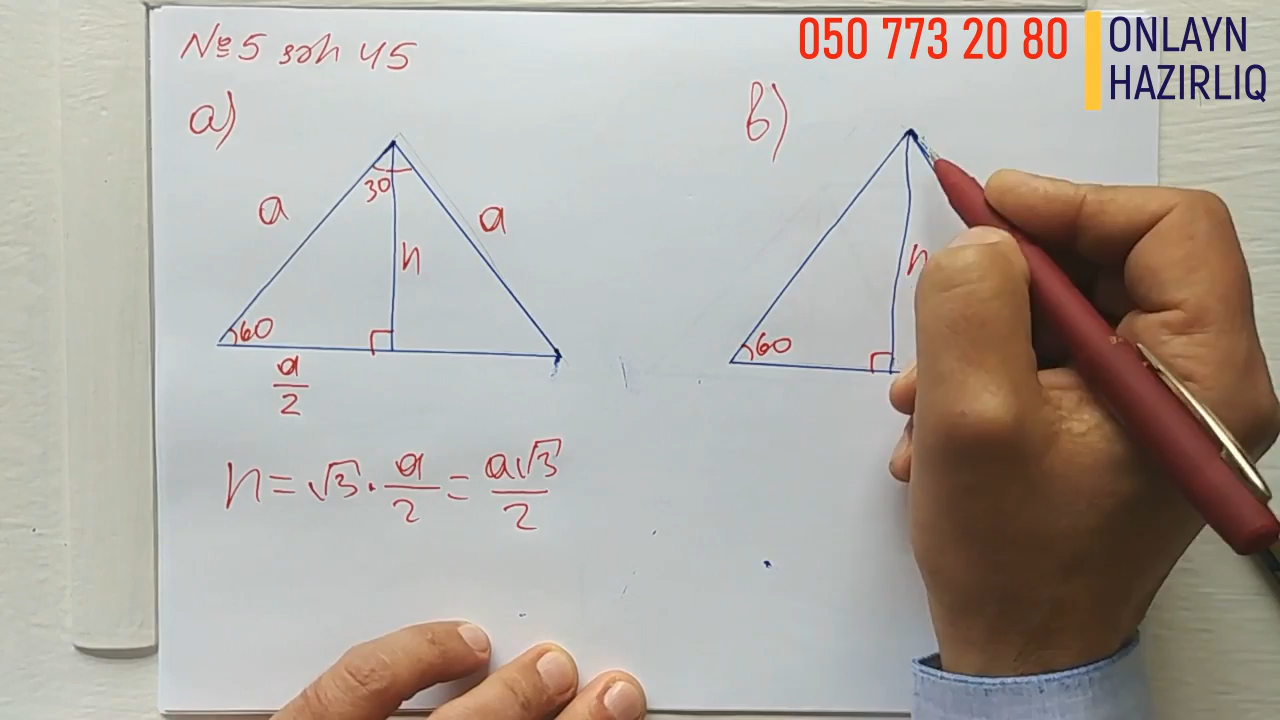 050 773 20 80
ONLAYN
HAZIRLIQ
№5 səh 45
a)
30
a
a
h
60
a/2
h = √3 · a/2 = a√3/2
b)
h
60